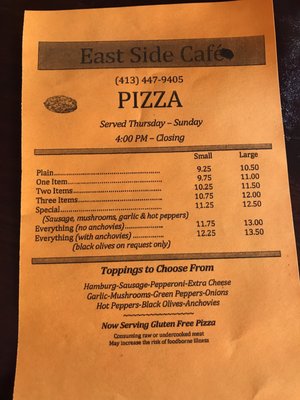 East Side Café
(413) 447-9405
PIZZA
Served Thursday – Sunday
4:00 PM – Closing
Small Large
Plain........................................................ 9.25 10.50
One Item................................................ 9.75 11.00
Two Items.............................................. 10.25 11.50
Three Items............................................ 10.75 12.00
Special.................................................... 11.25 12.50
(Sausage, mushrooms, garlic & hot peppers)
Everything (no anchovies).................. 11.75 13.00
Everything (with anchovies)................ 12.25 13.50
(black olives on request only)
Toppings to Choose From
Hamburg-Sausage-Pepperoni-Extra Cheese
Garlic-Mushrooms-Green Peppers-Onions
Hot Peppers-Black Olives-Anchovies
~~~~~~~~~~~~~~~~
Now Serving Gluten Free Pizza
Consuming raw or undercooked meat
May increase the risk of foodborne illness